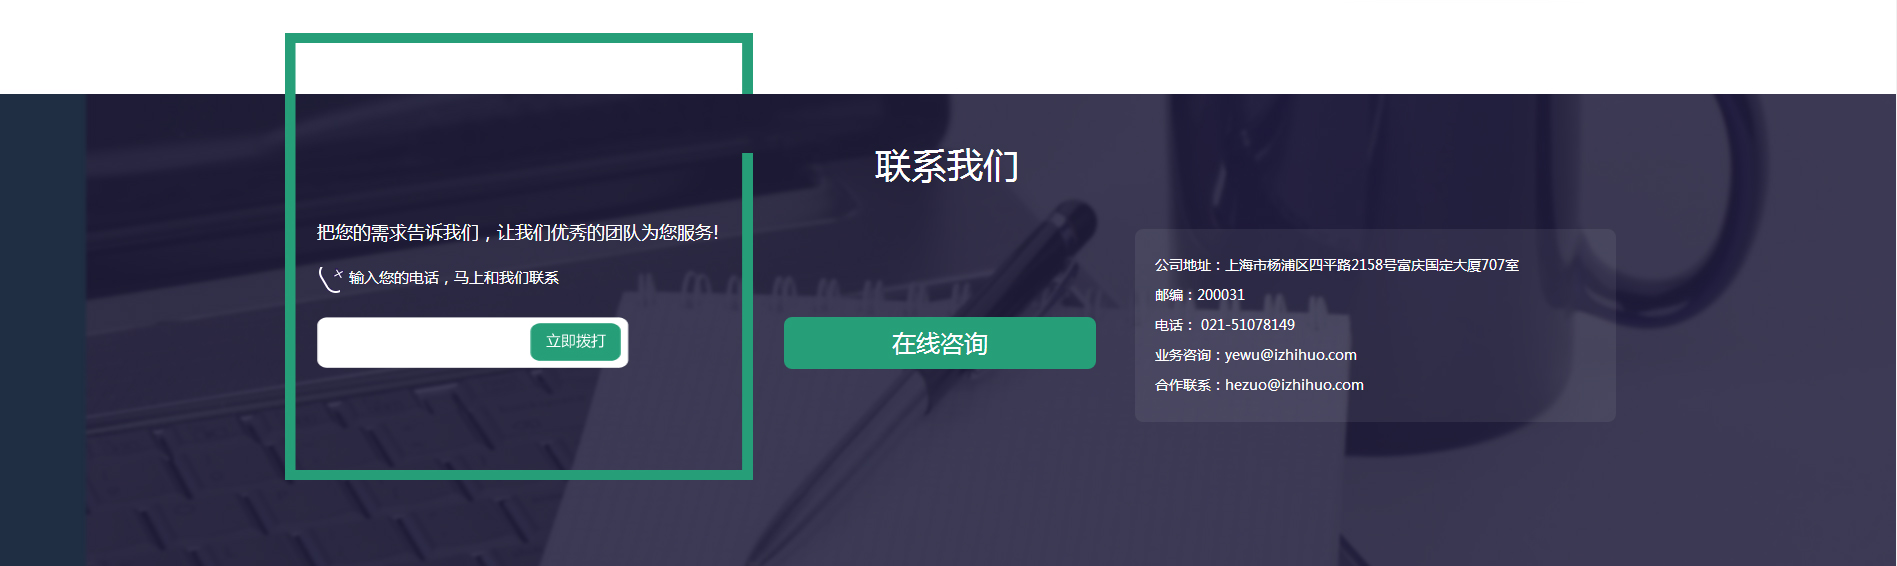 联系我们
把您的需求告诉我们，让我们优秀的团队为您服务!
输入您的电话，马上和我们联系
立即拨打
在线咨询
公司地址：上海市杨浦区四平路2158号富庆国定大厦707室
邮编：200031
电话： 021-51078149
业务咨询：yewu@izhihuo.com
合作联系：hezuo@izhihuo.com